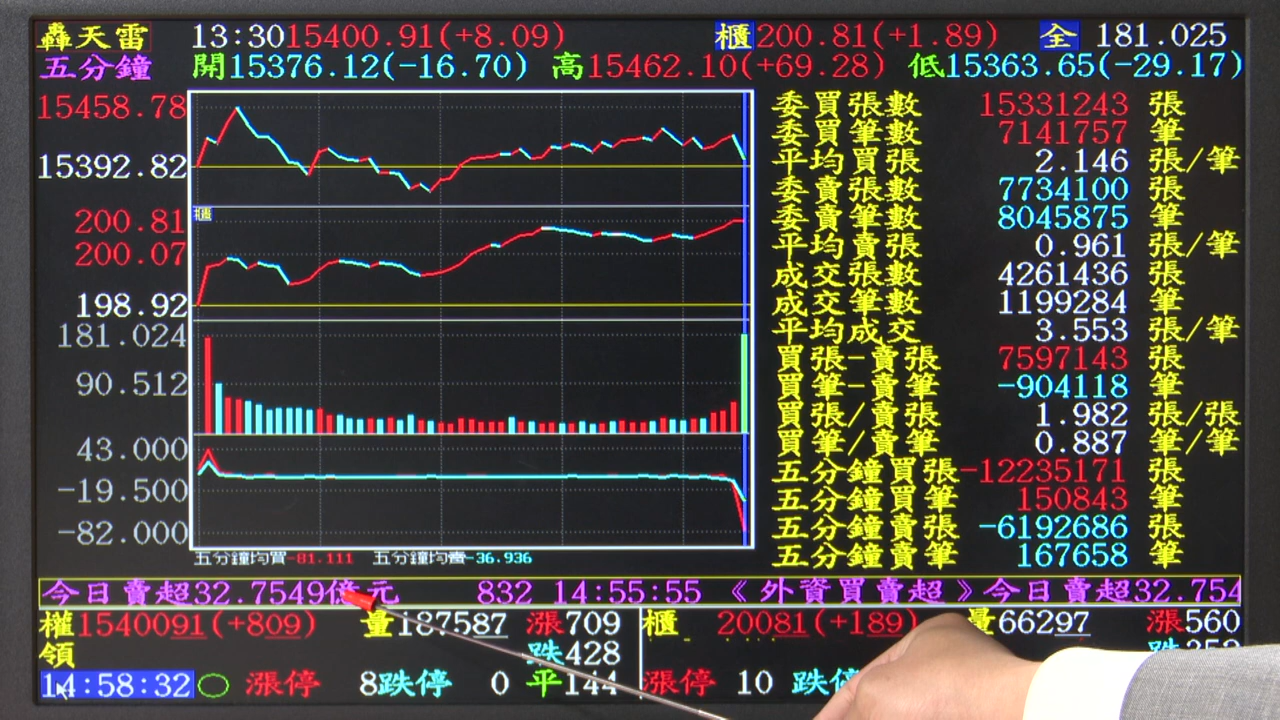 轟天雷 13:30 15400.91(+8.09) 櫃 200.81(+1.89) 全 181.025
五分鐘 開15376.12(-16.70) 高15462.10(+69.28) 低15363.65(-29.17)
15458.78
15392.82
櫃
200.81
200.07
198.92
181.024
90.512
43.000
-19.500
-82.000
五分鐘均買-81.111 五分鐘均賣-36.936
委買張數 15331243 張
委買筆數 7141757 筆
平均買張 2.146 張/筆
委賣張數 7734100 張
委賣筆數 8045875 筆
平均賣張 0.961 張/筆
成交張數 4261436 張
成交筆數 1199284 筆
平均成交 3.553 張/筆
買張-賣張 7597143 張
買筆-賣筆 -904118 筆
買張/賣張 1.982 張/張
買筆/賣筆 0.887 筆/筆
五分鐘買張 -12235171 張
五分鐘買筆 150843 筆
五分鐘賣張 -6192686 張
五分鐘賣筆 167658 筆
今日賣超32.7549億元 832 14:55:55 《外資買賣超》今日賣超32.754
權1540091(+809) 量187587 漲709 櫃 20081(+189) 量66297 漲560
領 跌428
14:58:32 漲停 8跌停 0 平144 漲停 10 跌停